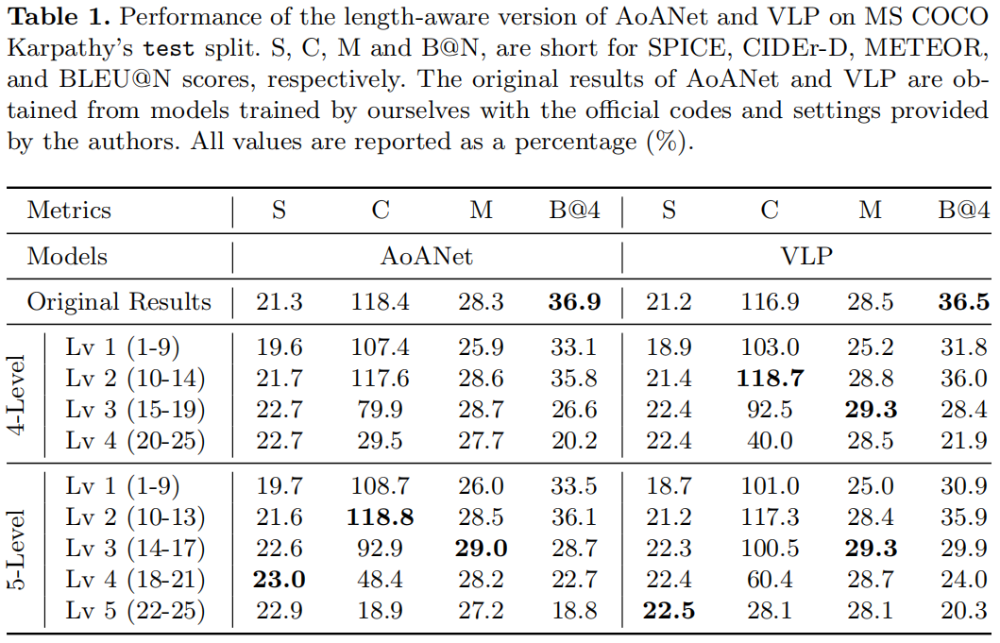 Table 1. Performance of the length-aware version of AoANet and VLP on MS COCO
Karpathy's test split. S, C, M and B@N, are short for SPICE, CIDEr-D, METEOR,
and BLEU@N scores, respectively. The original results of AoANet and VLP are ob-
tained from models trained by ourselves with the official codes and settings provided
by the authors. All values are reported as a percentage (%).
Metrics S C M B@4 S C M B@4
Models AoANet VLP
Original Results 21.3 118.4 28.3 36.9 21.2 116.9 28.5 36.5
4-Level
Lv 1 (1-9) 19.6 107.4 25.9 33.1 18.9 103.0 25.2 31.8
Lv 2 (10-14) 21.7 117.6 28.6 35.8 21.4 118.7 28.8 36.0
Lv 3 (15-19) 22.7 79.9 28.7 26.6 22.4 92.5 29.3 28.4
Lv 4 (20-25) 22.7 29.5 27.7 20.2 22.4 40.0 28.5 21.9
5-Level
Lv 1 (1-9) 19.7 108.7 26.0 33.5 18.7 101.0 25.0 30.9
Lv 2 (10-13) 21.6 118.8 28.5 36.1 21.2 117.3 28.4 35.9
Lv 3 (14-17) 22.6 92.9 29.0 28.7 22.3 100.5 29.3 29.9
Lv 4 (18-21) 23.0 48.4 28.2 22.7 22.4 60.4 28.7 24.0
Lv 5 (22-25) 22.9 18.9 27.2 18.8 22.5 28.1 28.1 20.3